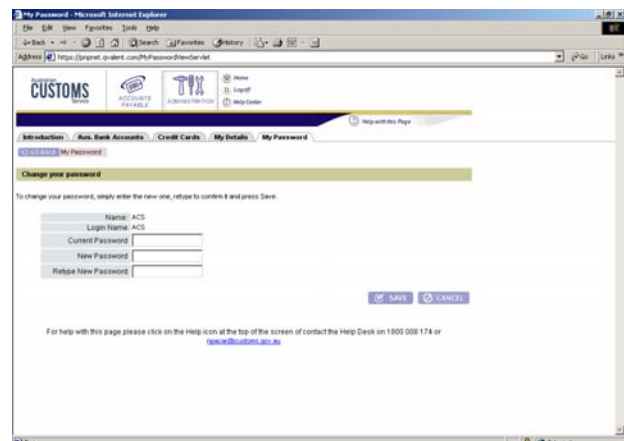 My Password - Microsoft Internet Explorer
File Edit View Favorites Tools Help
Back Search Favorites History
Address https://pnpnet.qvalent.com/MyPasswordViewServlet Go Links
Australian
CUSTOMS
Service
ACCOUNTS
PAYABLE
ADMINISTRATION
Home
Logoff
Help Center
Help with this Page
Introduction Aus. Bank Accounts Credit Cards My Details My Password
GO BACK My Password
Change your password
To change your password, simply enter the new one, retype to confirm it and press Save.
Name: ACS
Login Name: ACS
Current Password
New Password
Retype New Password
SAVE CANCEL
For help with this page please click on the Help icon at the top of the screen of contact the Help Desk on 1800 008 174 or